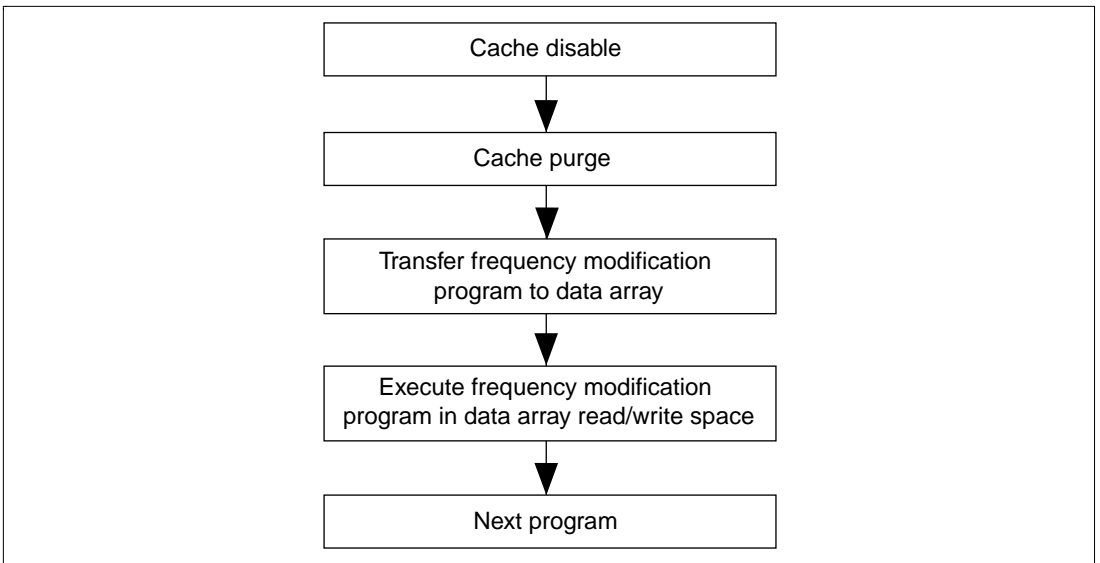 Cache disable
Cache purge
Transfer frequency modification
program to data array
Execute frequency modification
program in data array read/write space
Next program